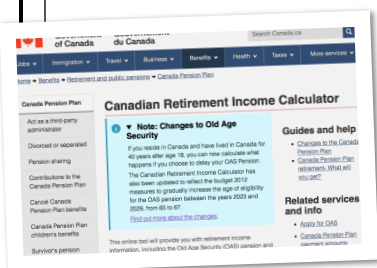 Government Gouvernement
of Canada du Canada
Search Canada.ca
Jobs Immigration Travel Business Benefits Health Taxes More services
Home → Benefits → Retirement and public pensions → Canada Pension Plan
Canada Pension Plan
Act as a third-party
administrator
Divorced or separated
Pension sharing
Contributions to the
Canada Pension Plan
Cancel Canada
Pension Plan benefits
Canada Pension Plan
children's benefits
Survivor's pension
Canadian Retirement Income Calculator
▼ Note: Changes to Old Age
Security
If you reside in Canada and have lived in Canada for
40 years after age 18, you can now calculate what
happens if you choose to delay your OAS Pension.
The Canadian Retirement Income Calculator has
also been updated to reflect the budget 2012
measures to gradually increase the age of eligibility
for the OAS pension between the years 2023 and
2029, from 65 to 67.
Find out more about the changes.
This online tool will provide you with retirement income
information, including the Old Age Security (OAS) pension and
Guides and help
• Changes to the Canada
Pension Plan
• Canada Pension Plan
retirement- What will
you get?
Related services
and info
• Apply for OAS
• Canada Pension Plan
payment amounts